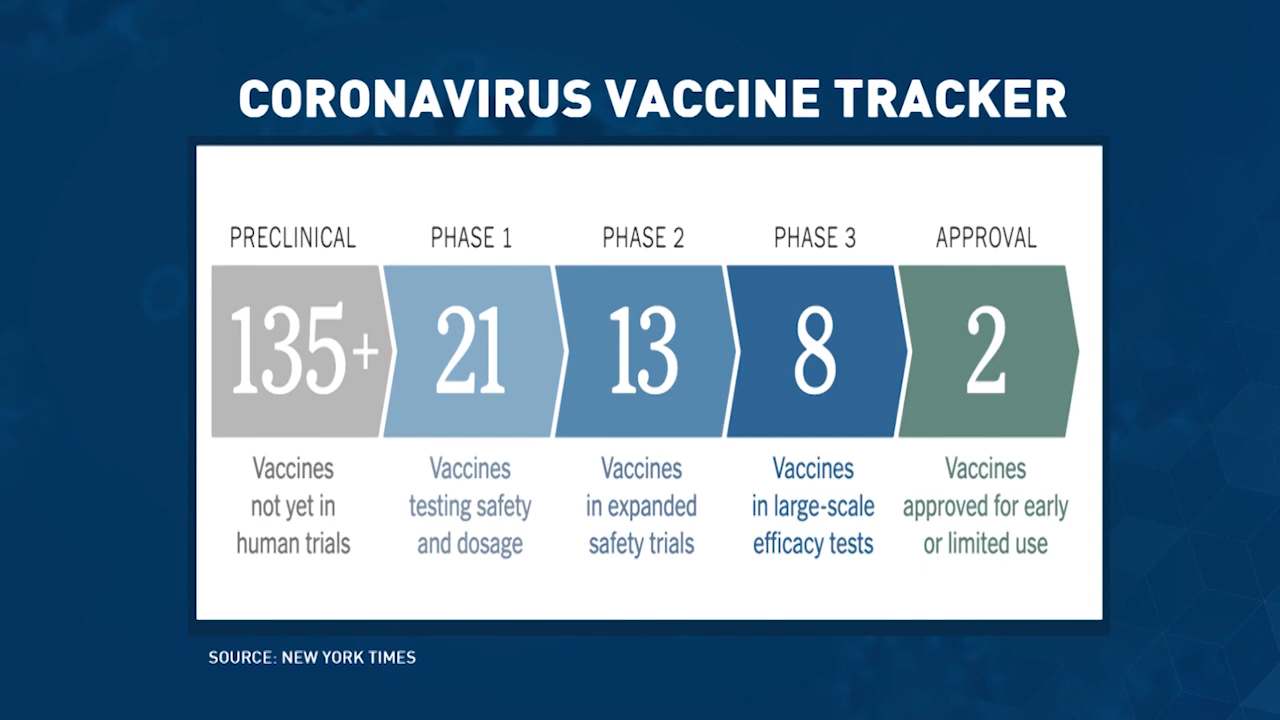 CORONAVIRUS VACCINE TRACKER
PRECLINICAL
135+
Vaccines
not yet in
human trials
PHASE 1
21
Vaccines
testing safety
and dosage
PHASE 2
13
Vaccines
in expanded
safety trials
PHASE 3
8
Vaccines
in large-scale
efficacy tests
APPROVAL
2
Vaccines
approved for early
or limited use
SOURCE: NEW YORK TIMES